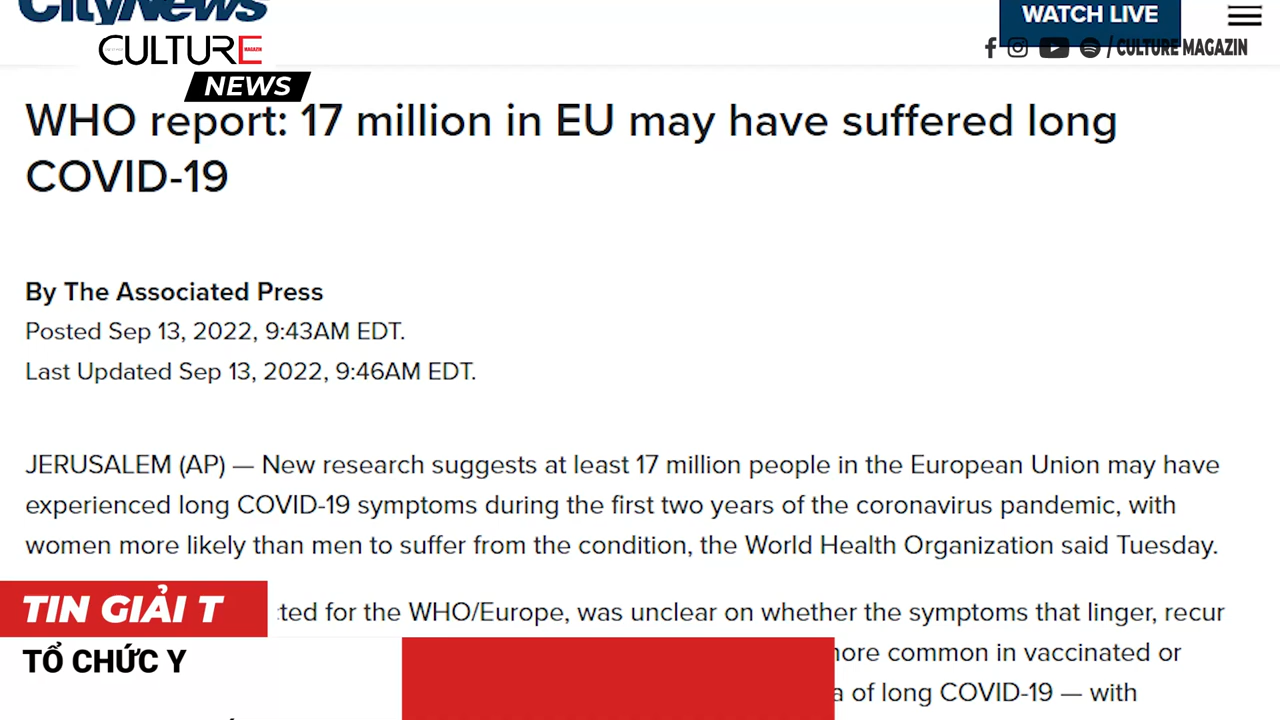 CityNews
WATCH LIVE
CULTURE
MAGAZIN
NEWS
/ CULTURE MAGAZIN
WHO report: 17 million in EU may have suffered long
COVID-19
By The Associated Press
Posted Sep 13, 2022, 9:43AM EDT.
Last Updated Sep 13, 2022, 9:46AM EDT.
JERUSALEM (AP) — New research suggests at least 17 million people in the European Union may have
experienced long COVID-19 symptoms during the first two years of the coronavirus pandemic, with
women more likely than men to suffer from the condition, the World Health Organization said Tuesday.
TIN GIẢI T
cted for the WHO/Europe, was unclear on whether the symptoms that linger, recur
TỔ CHỨC Y
more common in vaccinated or
a of long COVID-19 — with